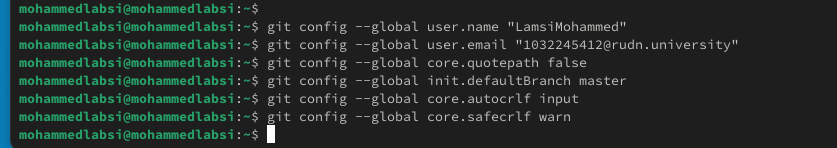 mohammedlabsi@mohammedlabsi:~$
mohammedlabsi@mohammedlabsi:~$ git config --global user.name "LamsiMohammed"
mohammedlabsi@mohammedlabsi:~$ git config --global user.email "1032245412@rudn.university"
mohammedlabsi@mohammedlabsi:~$ git config --global core.quotepath false
mohammedlabsi@mohammedlabsi:~$ git config --global init.defaultBranch master
mohammedlabsi@mohammedlabsi:~$ git config --global core.autocrlf input
mohammedlabsi@mohammedlabsi:~$ git config --global core.safecrlf warn
mohammedlabsi@mohammedlabsi:~$